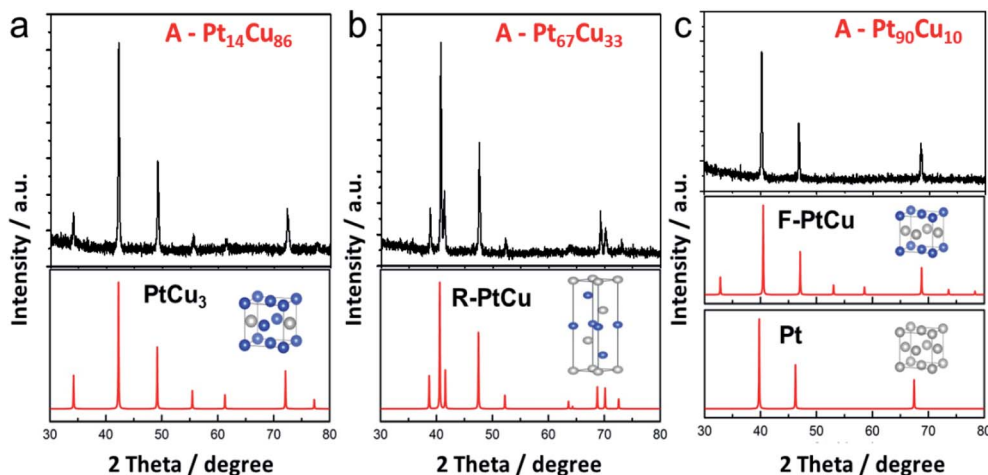 a
A - Pt₁₄Cu₈₆
Intensity / a.u.
PtCu₃
30 40 50 60 70 80
2 Theta / degree
b
A - Pt₆₇Cu₃₃
Intensity / a.u.
R-PtCu
30 40 50 60 70 80
2 Theta / degree
c
A - Pt₉₀Cu₁₀
Intensity / a.u.
F-PtCu
Pt
30 40 50 60 70 80
2 Theta / degree